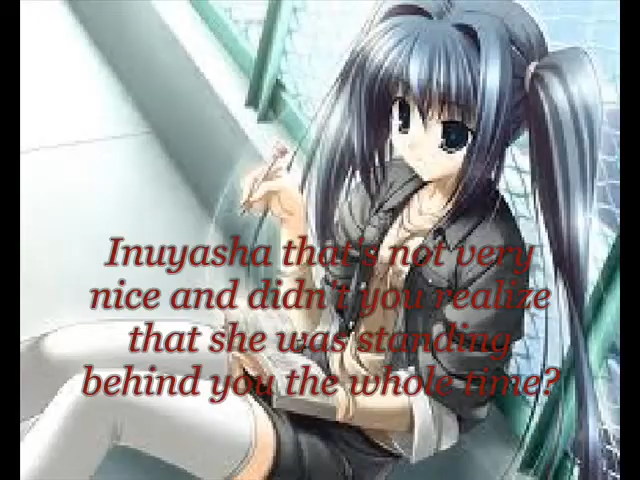 Inuyasha that's not very
nice and didn't you realize
that she was standing
behind you the whole time?